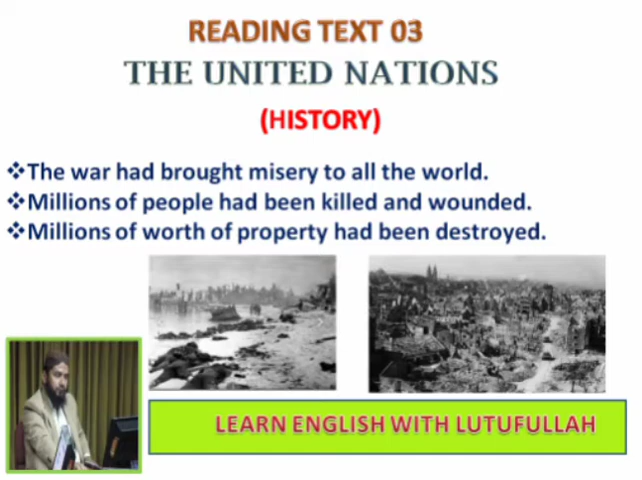 READING TEXT 03
THE UNITED NATIONS
(HISTORY)
❖The war had brought misery to all the world.
❖Millions of people had been killed and wounded.
❖Millions of worth of property had been destroyed.
LEARN ENGLISH WITH LUTUFULLAH